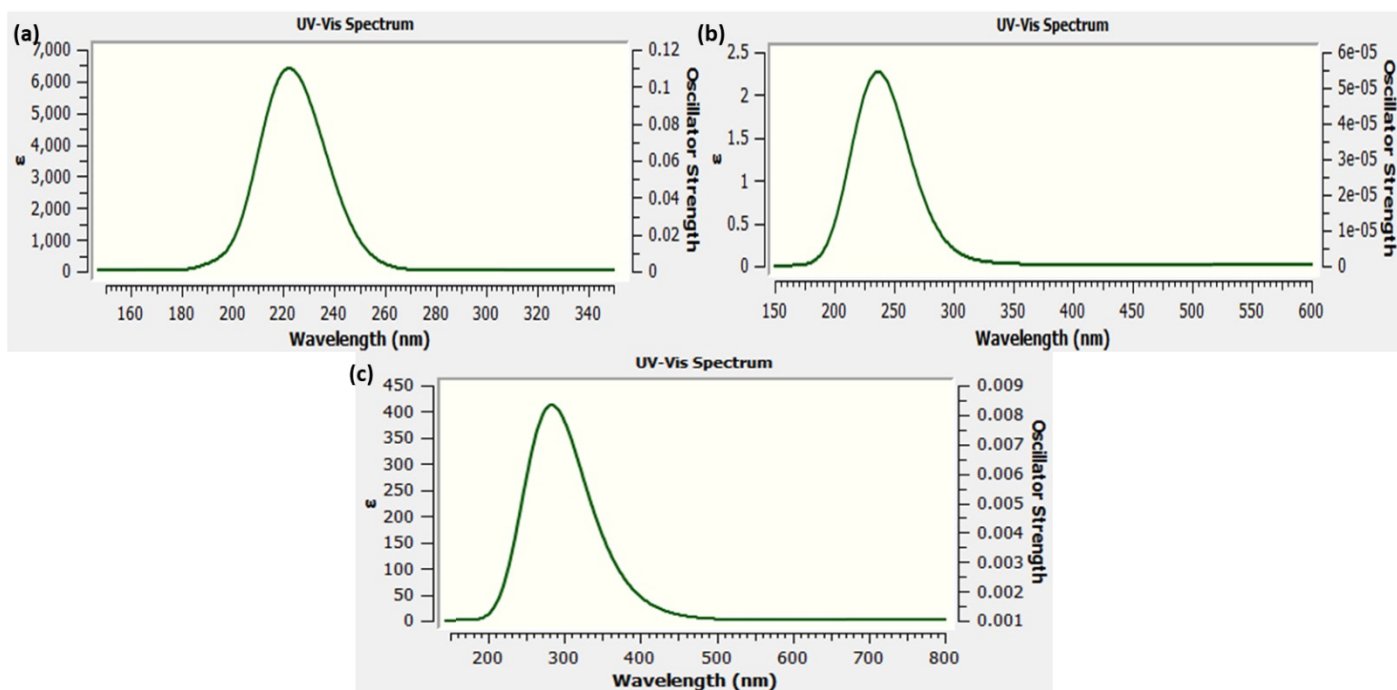 (a)
UV-Vis Spectrum
7,000
6,000
5,000
4,000
3,000
2,000
1,000
0
ε
0.12
0.1
0.08
0.06
0.04
0.02
0
Oscillator Strength
160 180 200 220 240 260 280 300 320 340
Wavelength (nm)
(b)
UV-Vis Spectrum
2.5
2
1.5
1
0.5
0
ε
6e-05
5e-05
4e-05
3e-05
2e-05
1e-05
0
Oscillator Strength
150 200 250 300 350 400 450 500 550 600
Wavelength (nm)
(c)
UV-Vis Spectrum
450
400
350
300
250
200
150
100
50
0
ε
0.009
0.008
0.007
0.006
0.005
0.004
0.003
0.002
0.001
Oscillator Strength
200 300 400 500 600 700 800
Wavelength (nm)